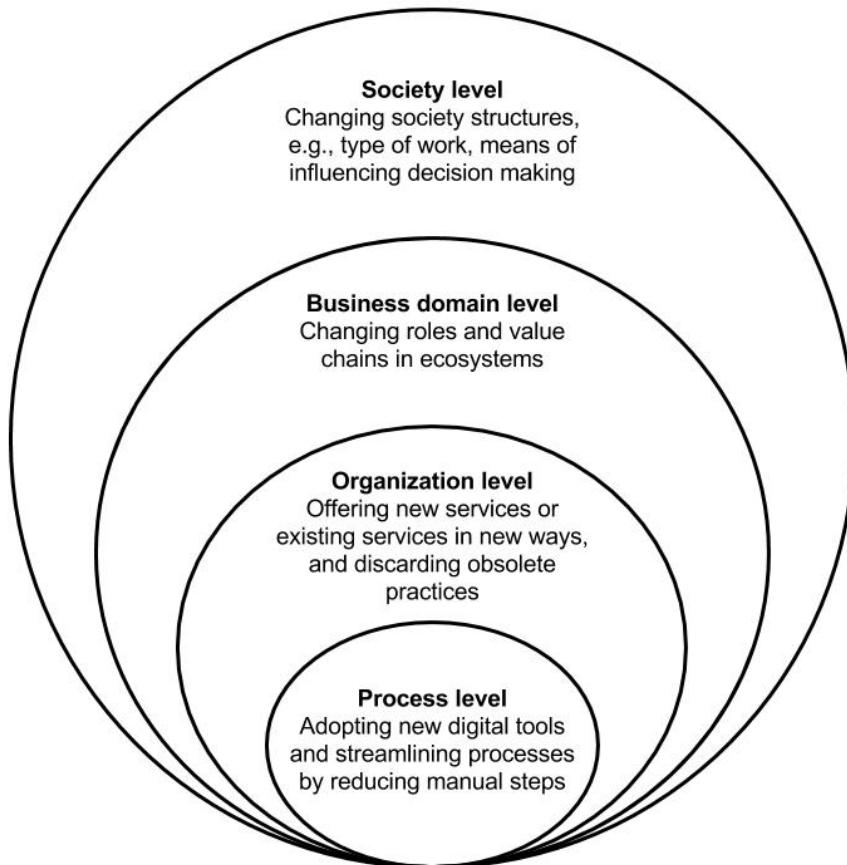 Society level
Changing society structures,
e.g., type of work, means of
influencing decision making
Business domain level
Changing roles and value
chains in ecosystems
Organization level
Offering new services or
existing services in new ways,
and discarding obsolete
practices
Process level
Adopting new digital tools
and streamlining processes
by reducing manual steps